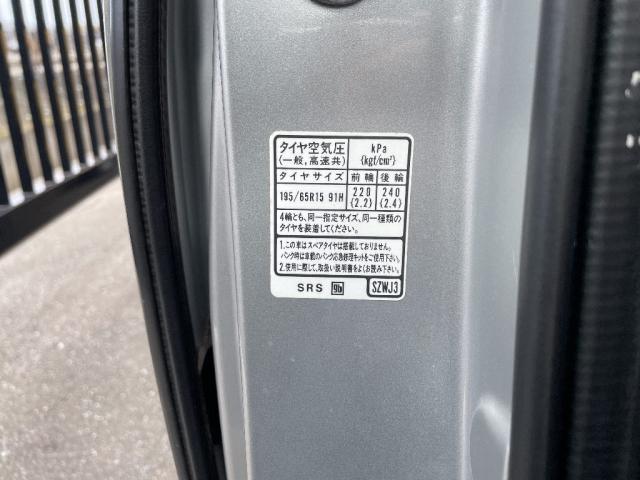 タイヤ空気圧 kPa
(一般,高速共) {kgf/cm²}
タイヤサイズ 前輪 後輪
195/65R15 91H 220 240
{2.2} {2.4}
4輪とも、同一指定サイズ、同一種類の
タイヤを装着してください。
1.この車はスペアタイヤは搭載しておりません。
パンク時は車載のパンク応急修理キットをご使用下さい。
2.使用に際して、取扱い説明書をよくお読み下さい。
SRS 9b SZWJ3